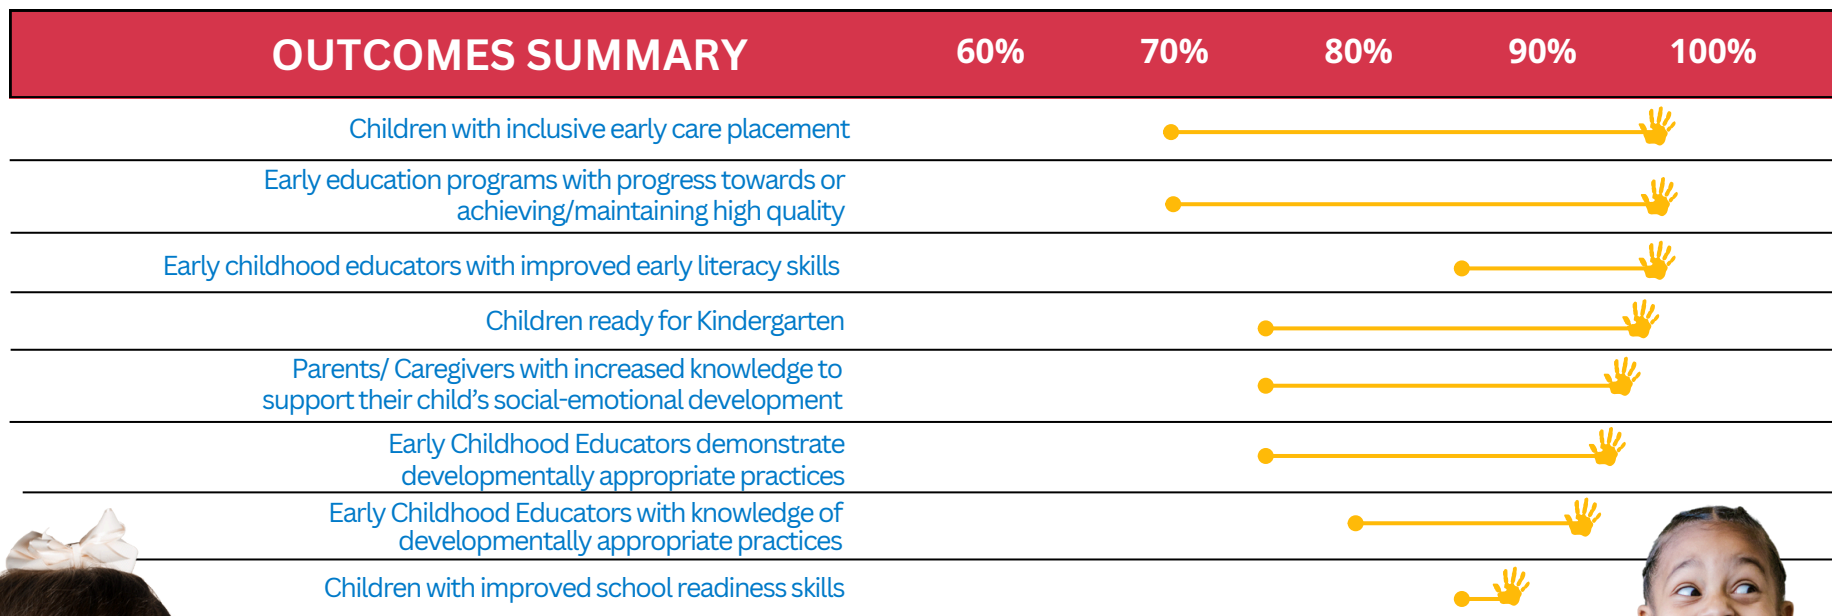 OUTCOMES SUMMARY 60% 70% 80% 90% 100%
Children with inclusive early care placement
Early education programs with progress towards or
achieving/maintaining high quality
Early childhood educators with improved early literacy skills
Children ready for Kindergarten
Parents/ Caregivers with increased knowledge to
support their child’s social-emotional development
Early Childhood Educators demonstrate
developmentally appropriate practices
Early Childhood Educators with knowledge of
developmentally appropriate practices
Children with improved school readiness skills